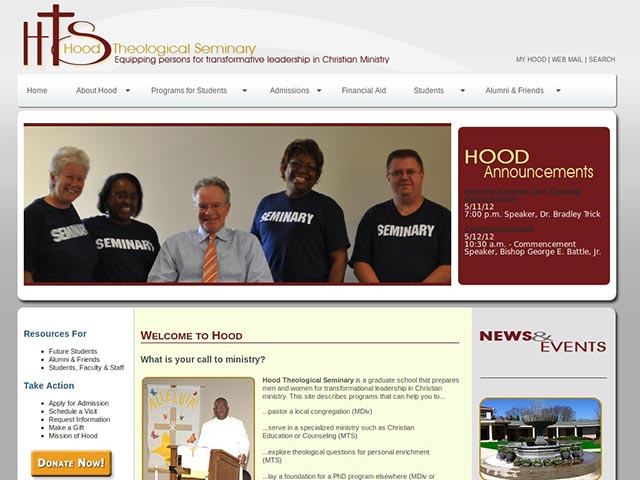 HTS
Hood Theological Seminary
Equipping persons for transformative leadership in Christian Ministry
MY HOOD | WEB MAIL | SEARCH
Home About Hood Programs for Students Admissions Financial Aid Students Alumni & Friends
SEMINARY
SEMINARY
SEMINARY
SEMINARY
HOOD
Announcements
Honors Awards and Closing
Convocation
5/11/12
7:00 p.m. Speaker, Dr. Bradley Trick
Commencement
5/12/12
10:30 a.m. - Commencement
Speaker, Bishop George E. Battle, Jr.
Resources For
Future Students
Alumni & Friends
Students, Faculty & Staff
Take Action
Apply for Admission
Schedule a Visit
Request Information
Make a Gift
Mission of Hood
Donate Now!
Welcome to Hood
What is your call to ministry?
ALLELUIA
Hood Theological Seminary is a graduate school that prepares
men and women for transformational leadership in Christian
ministry. This site describes programs that can help you to...
...pastor a local congregation (MDiv)
...serve in a specialized ministry such as Christian
Education or Counseling (MTS)
...explore theological questions for personal enrichment
(MTS)
...lay a foundation for a PhD program elsewhere (MDiv or
NEWS & EVENTS